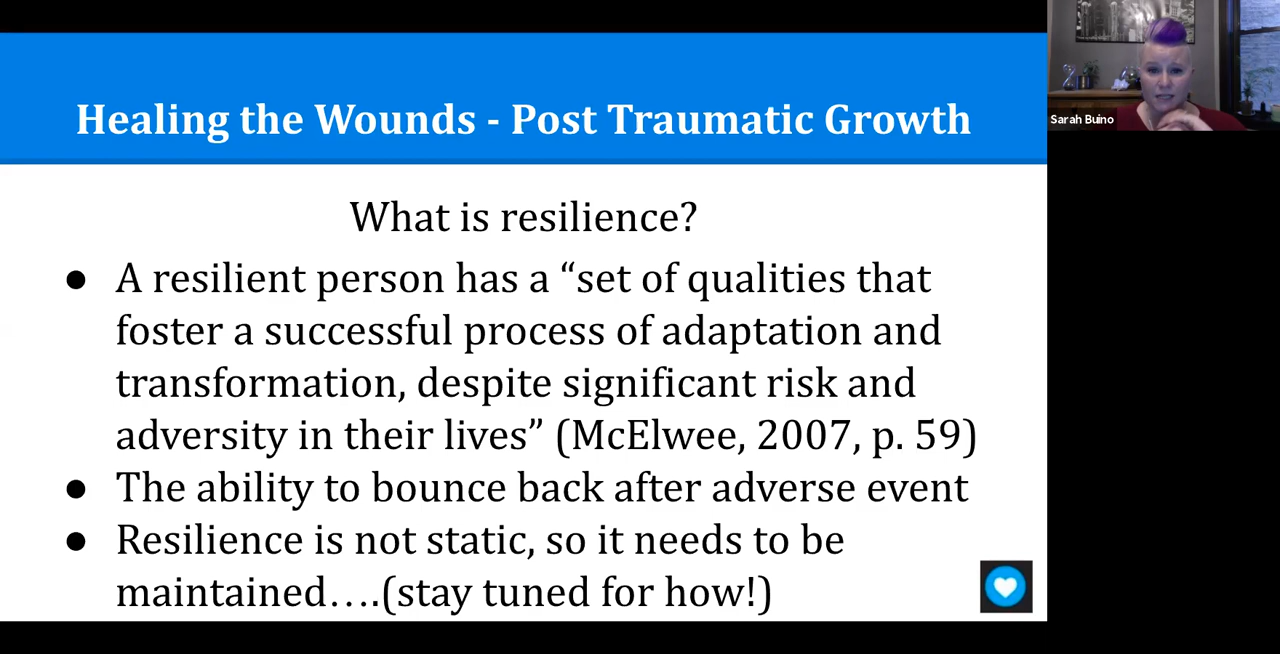 Healing the Wounds - Post Traumatic Growth
Sarah Buino
What is resilience?
● A resilient person has a “set of qualities that
foster a successful process of adaptation and
transformation, despite significant risk and
adversity in their lives” (McElwee, 2007, p. 59)
● The ability to bounce back after adverse event
● Resilience is not static, so it needs to be
maintained….(stay tuned for how!)